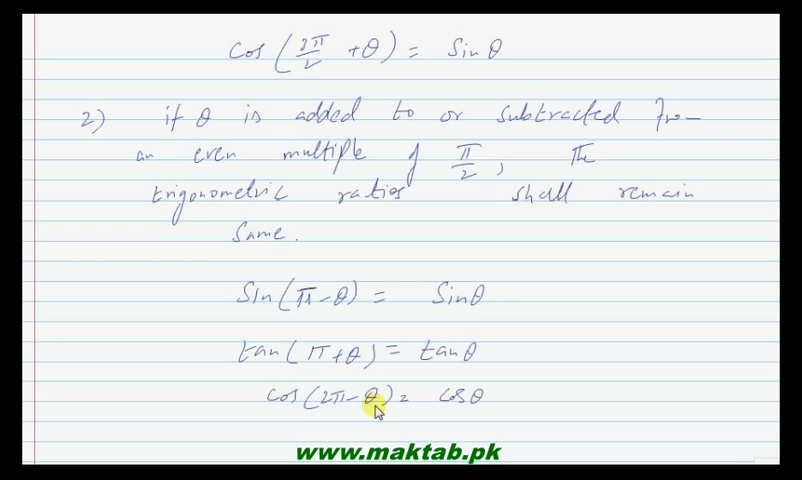 Cos (3π/2 + θ) = Sin θ
2) if θ is added to or subtracted from
an even multiple of π/2, The
trigonometric ratios shall remain
Same.
Sin (π - θ) = Sin θ
tan (π + θ) = tan θ
Cos (2π - θ) = Cos θ
www.maktab.pk